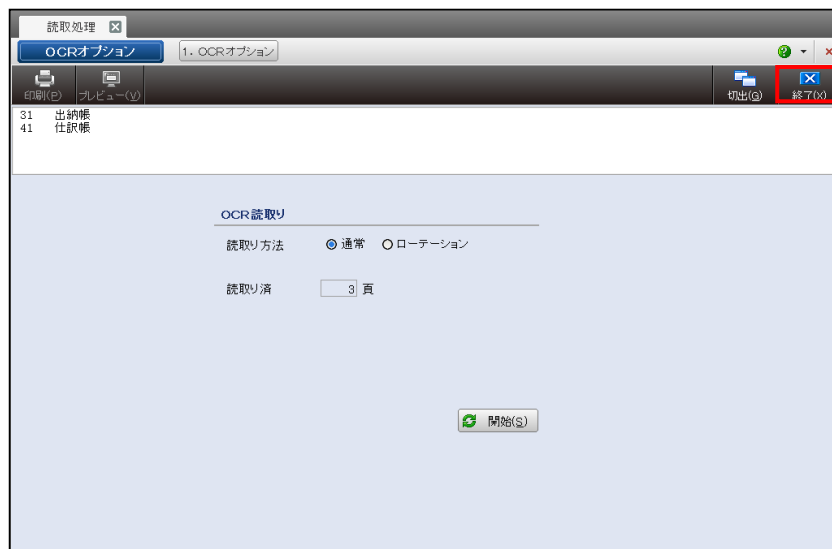 読取処理
OCRオプション 1. OCRオプション
印刷(P) プレビュー(V) 切出(G) 終了(X)
31 出納帳
41 仕訳帳
OCR読取り
読取り方法 通常 ローテーション
読取り済 3 頁
開始(S)